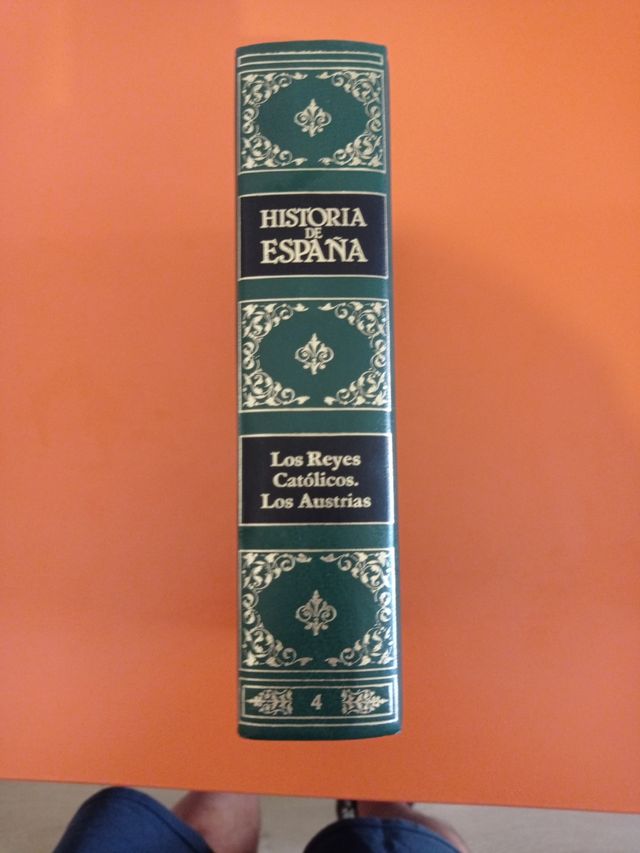 HISTORIA
DE
ESPAÑA
Los Reyes
Católicos.
Los Austrias
4